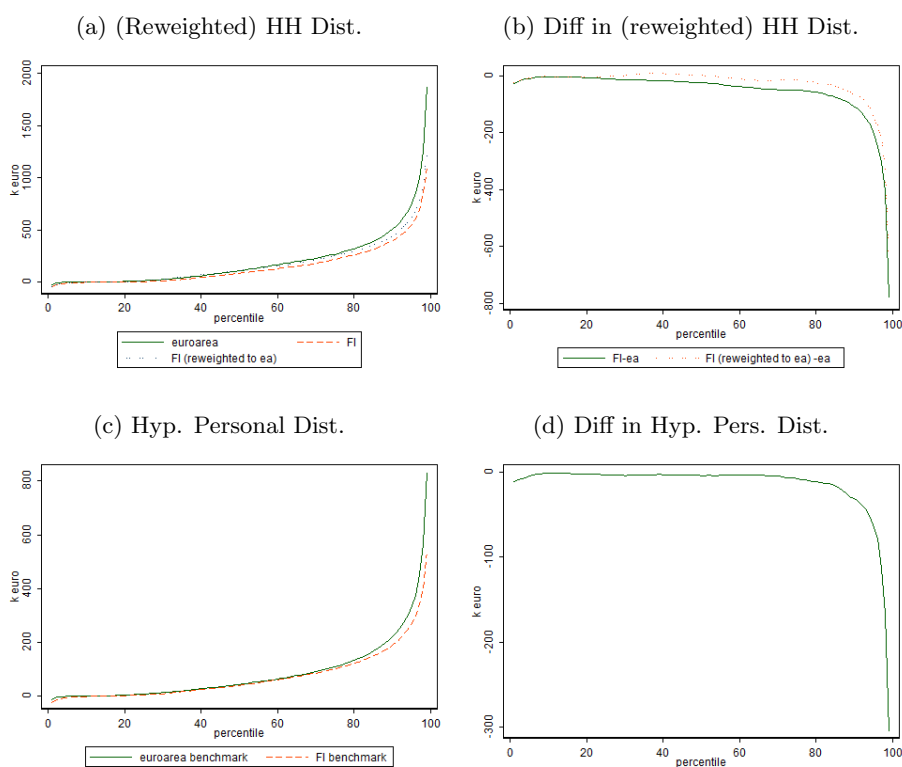 (a) (Reweighted) HH Dist.
k euro
2000
1500
1000
500
0
0 20 40 60 80 100
percentile
euroarea FI
FI (reweighted to ea)
(b) Diff in (reweighted) HH Dist.
k euro
0
-200
-400
-600
-800
0 20 40 60 80 100
percentile
FI-ea FI (reweighted to ea) -ea
(c) Hyp. Personal Dist.
k euro
800
600
400
200
0
0 20 40 60 80 100
percentile
euroarea benchmark FI benchmark
(d) Diff in Hyp. Pers. Dist.
k euro
0
-100
-200
-300
0 20 40 60 80 100
percentile